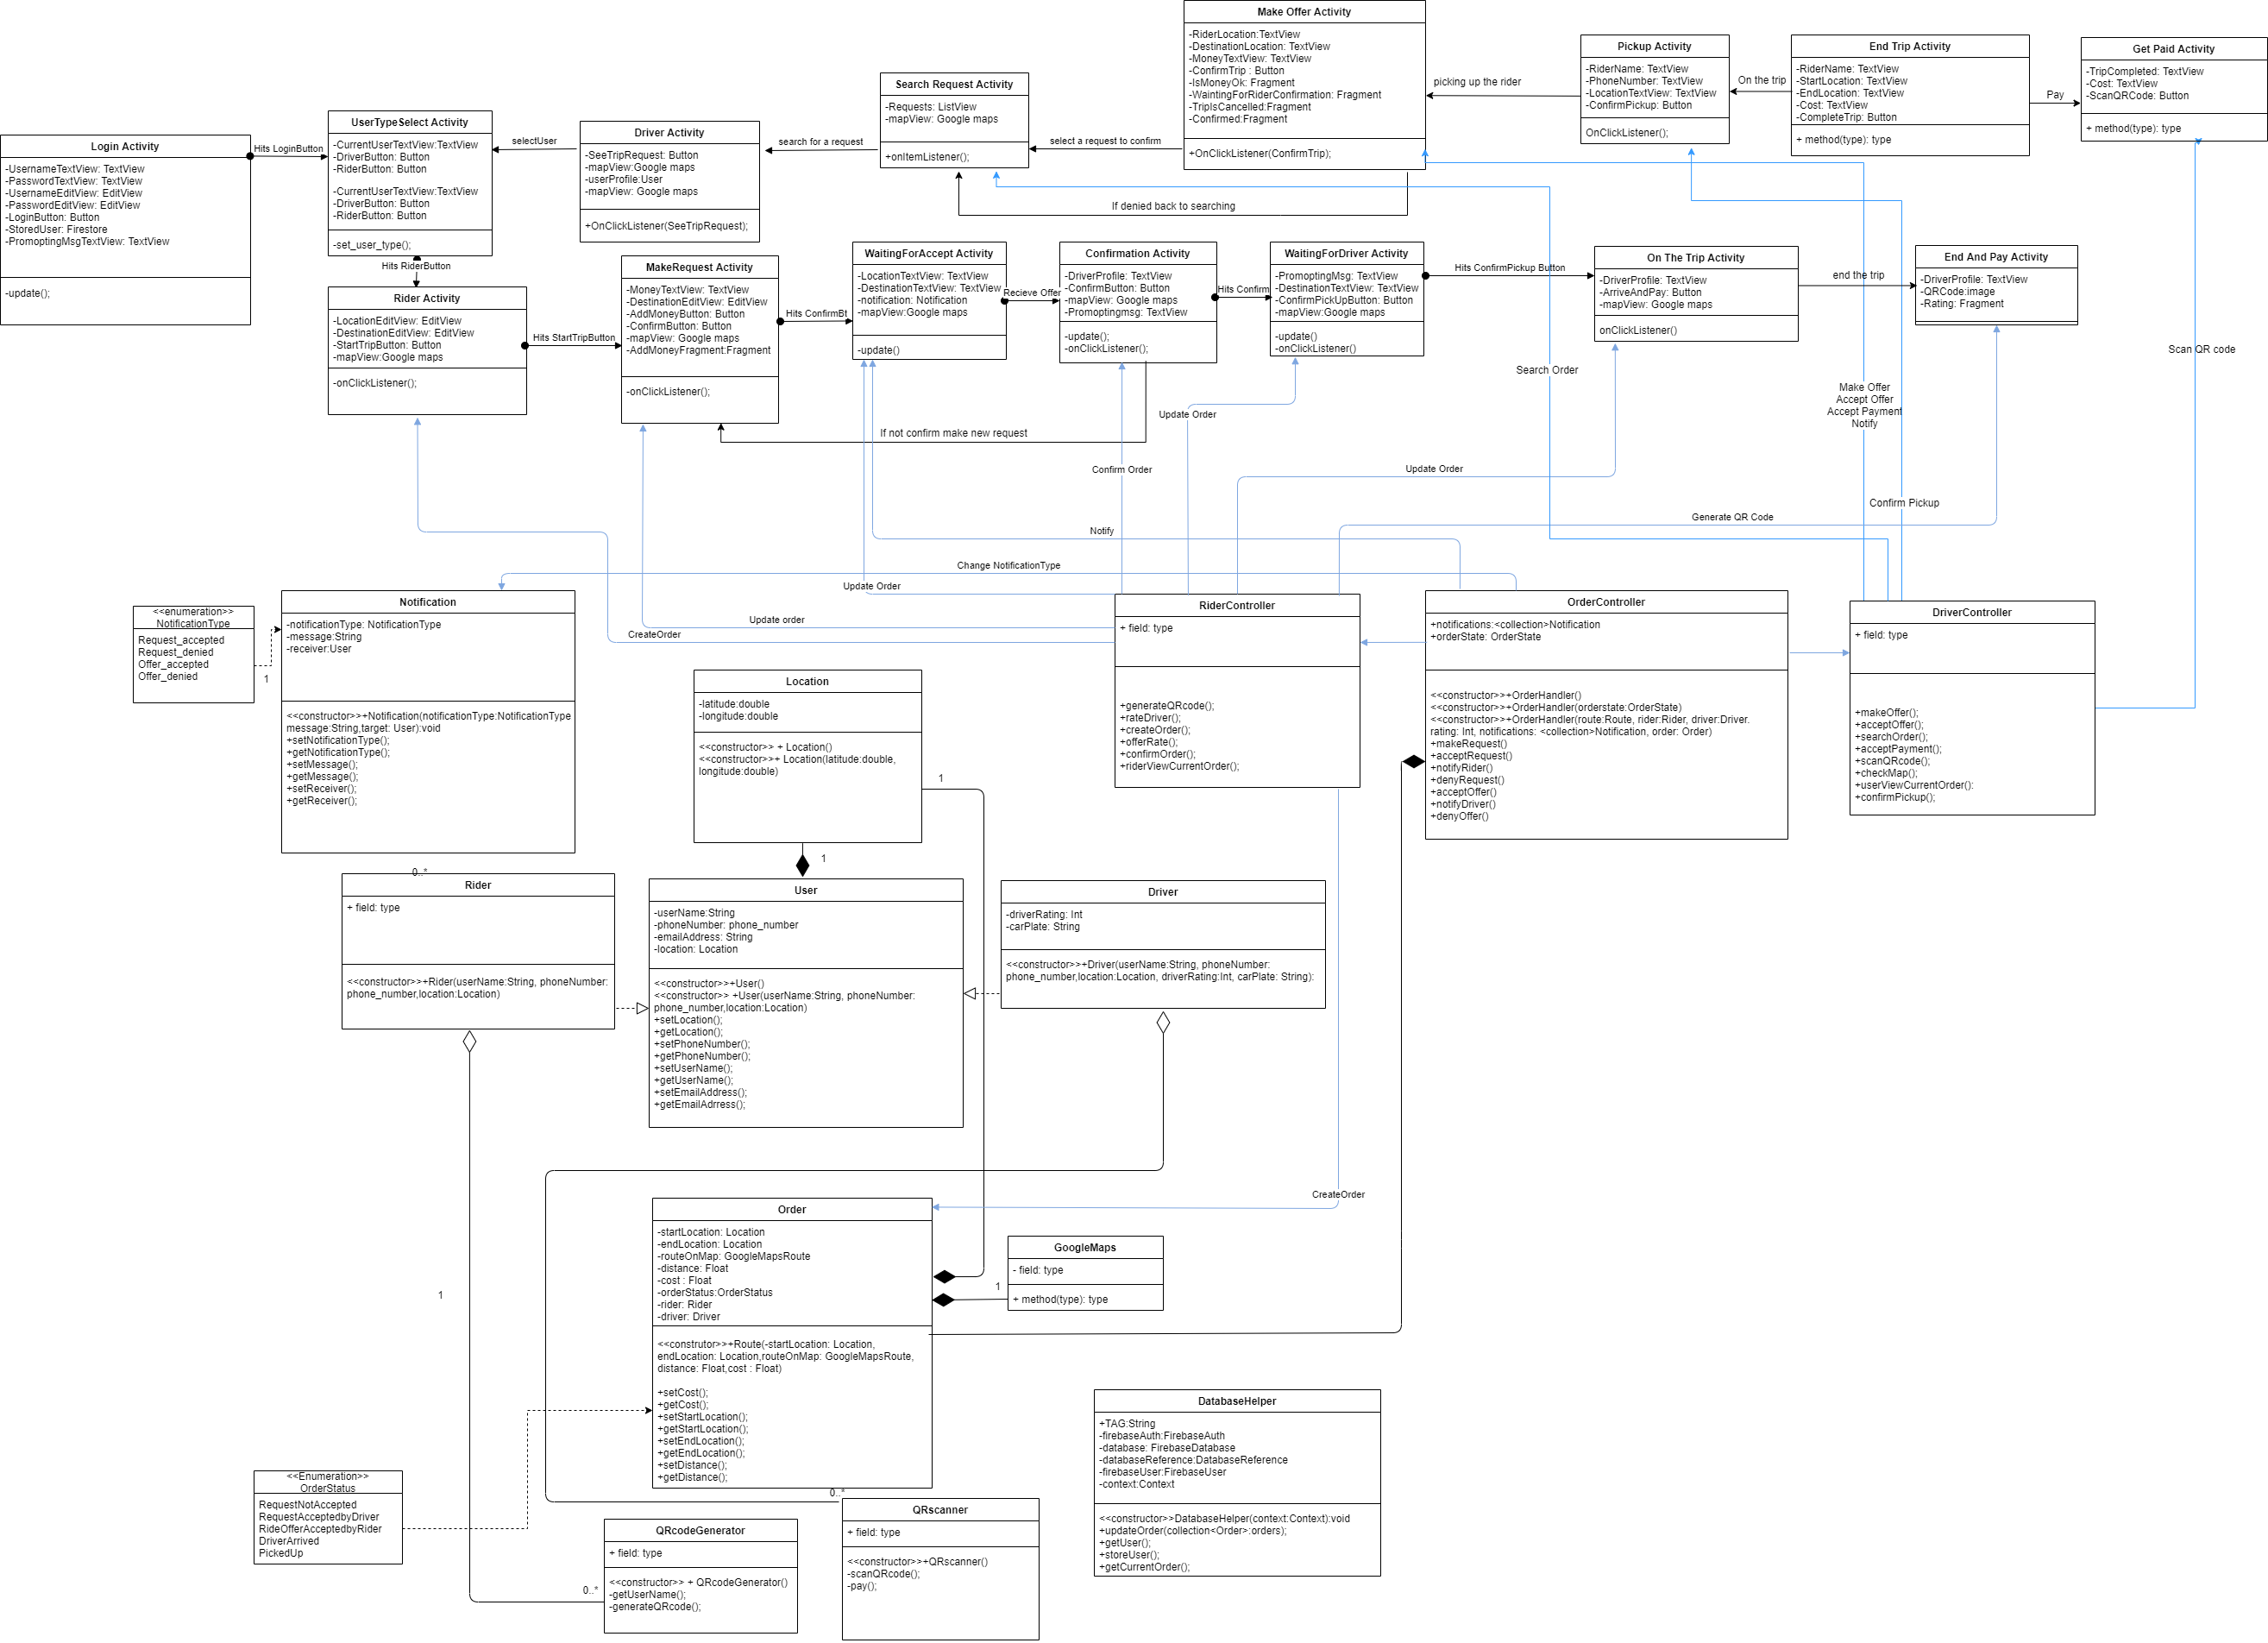 Login Activity
-UsernameTextView: TextView
-PasswordTextView: TextView
-UsernameEditView: EditView
-PasswordEditView: EditView
-LoginButton: Button
-StoredUser: Firestore
-PromoptingMsgTextView: TextView
-update();
Hits LoginButton
UserTypeSelect Activity
-CurrentUserTextView:TextView
-DriverButton: Button
-RiderButton: Button
-CurrentUserTextView:TextView
-DriverButton: Button
-RiderButton: Button
-set_user_type();
selectUser
Driver Activity
-SeeTripRequest: Button
-mapView:Google maps
-userProfile:User
-mapView: Google maps
+OnClickListener(SeeTripRequest);
search for a request
Search Request Activity
-Requests: ListView
-mapView: Google maps
+onItemListener();
select a request to confirm
If denied back to searching
Make Offer Activity
-RiderLocation:TextView
-DestinationLocation: TextView
-MoneyTextView: TextView
-ConfirmTrip : Button
-IsMoneyOk: Fragment
-WaintingForRiderConfirmation: Fragment
-TripIsCancelled:Fragment
-Confirmed:Fragment
+OnClickListener(ConfirmTrip);
picking up the rider
Pickup Activity
-RiderName: TextView
-PhoneNumber: TextView
-LocationTextView: TextView
-ConfirmPickup: Button
OnClickListener();
On the trip
End Trip Activity
-RiderName: TextView
-StartLocation: TextView
-EndLocation: TextView
-Cost: TextView
-CompleteTrip: Button
+ method(type): type
Pay
Get Paid Activity
-TripCompleted: TextView
-Cost: TextView
-ScanQRCode: Button
+ method(type): type
Hits RiderButton
Rider Activity
-LocationEditView: EditView
-DestinationEditView: EditView
-StartTripButton: Button
-mapView:Google maps
-onClickListener();
Hits StartTripButton
MakeRequest Activity
-MoneyTextView: TextView
-DestinationEditView: EditView
-AddMoneyButton: Button
-ConfirmButton: Button
-mapView: Google maps
-AddMoneyFragment:Fragment
-onClickListener();
Hits ConfirmBt
WaitingForAccept Activity
-LocationTextView: TextView
-DestinationTextView: TextView
-notification: Notification
-mapView:Google maps
-update()
Recieve Offer
Confirmation Activity
-DriverProfile: TextView
-ConfirmButton: Button
-mapView: Google maps
-Promoptingmsg: TextView
-update();
-onClickListener();
Hits Confirm
WaitingForDriver Activity
-PromoptingMsg: TextView
-DestinationTextView: TextView
-ConfirmPickUpButton: Button
-mapView:Google maps
-update()
-onClickListener()
Hits ConfirmPickup Button
On The Trip Activity
-DriverProfile: TextView
-ArriveAndPay: Button
-mapView: Google maps
onClickListener()
end the trip
End And Pay Activity
-DriverProfile: TextView
-QRCode:image
-Rating: Fragment
Scan QR code
Search Order
Make Offer
Accept Offer
Accept Payment
Notify
Update Order
If not confirm make new request
Confirm Order
Update Order
Confirm Pickup
Generate QR Code
Notify
Change NotificationType
Update Order
Update order
CreateOrder
<<enumeration>>
NotificationType
Request_accepted
Request_denied
Offer_accepted
Offer_denied
1
Notification
-notificationType: NotificationType
-message:String
-receiver:User
<<constructor>>+Notification(notificationType:NotificationType
message:String,target: User):void
+setNotificationType();
+getNotificationType();
+setMessage();
+getMessage();
+setReceiver();
+getReceiver();
Location
-latitude:double
-longitude:double
<<constructor>> + Location()
<<constructor>>+ Location(latitude:double,
longitude:double)
1
1
RiderController
+ field: type
+generateQRcode();
+rateDriver();
+createOrder();
+offerRate();
+confirmOrder();
+riderViewCurrentOrder();
OrderController
+notifications:<collection>Notification
+orderState: OrderState
<<constructor>>+OrderHandler()
<<constructor>>+OrderHandler(orderstate:OrderState)
<<constructor>>+OrderHandler(route:Route, rider:Rider, driver:Driver.
rating: Int, notifications: <collection>Notification, order: Order)
+makeRequest()
+acceptRequest()
+notifyRider()
+denyRequest()
+acceptOffer()
+notifyDriver()
+denyOffer()
DriverController
+ field: type
+makeOffer();
+acceptOffer();
+searchOrder();
+acceptPayment();
+scanQRcode();
+checkMap();
+userViewCurrentOrder():
+confirmPickup();
0..*
Rider
+ field: type
<<constructor>>+Rider(userName:String, phoneNumber:
phone_number,location:Location)
User
-userName:String
-phoneNumber: phone_number
-emailAddress: String
-location: Location
<<constructor>>+User()
<<constructor>> +User(userName:String, phoneNumber:
phone_number,location:Location)
+setLocation();
+getLocation();
+setPhoneNumber();
+getPhoneNumber();
+setUserName();
+getUserName();
+setEmailAddress();
+getEmailAdrress();
Driver
-driverRating: Int
-carPlate: String
<<constructor>>+Driver(userName:String, phoneNumber:
phone_number,location:Location, driverRating:Int, carPlate: String):
CreateOrder
1
Order
-startLocation: Location
-endLocation: Location
-routeOnMap: GoogleMapsRoute
-distance: Float
-cost : Float
-orderStatus:OrderStatus
-rider: Rider
-driver: Driver
<<construtor>>+Route(-startLocation: Location,
endLocation: Location,routeOnMap: GoogleMapsRoute,
distance: Float,cost : Float)
+setCost();
+getCost();
+setStartLocation();
+getStartLocation();
+setEndLocation();
+getEndLocation();
+setDistance();
+getDistance();
1
GoogleMaps
- field: type
+ method(type): type
DatabaseHelper
+TAG:String
-firebaseAuth:FirebaseAuth
-database: FirebaseDatabase
-databaseReference:DatabaseReference
-firebaseUser:FirebaseUser
-context:Context
<<constructor>>DatabaseHelper(context:Context):void
+updateOrder(collection<Order>:orders);
+getUser();
+storeUser();
+getCurrentOrder();
<<Enumeration>>
OrderStatus
RequestNotAccepted
RequestAcceptedbyDriver
RideOfferAcceptedbyRider
DriverArrived
PickedUp
0..*
QRcodeGenerator
+ field: type
<<constructor>> + QRcodeGenerator()
-getUserName();
-generateQRcode();
0..*
QRscanner
+ field: type
<<constructor>>+QRscanner()
-scanQRcode();
-pay();